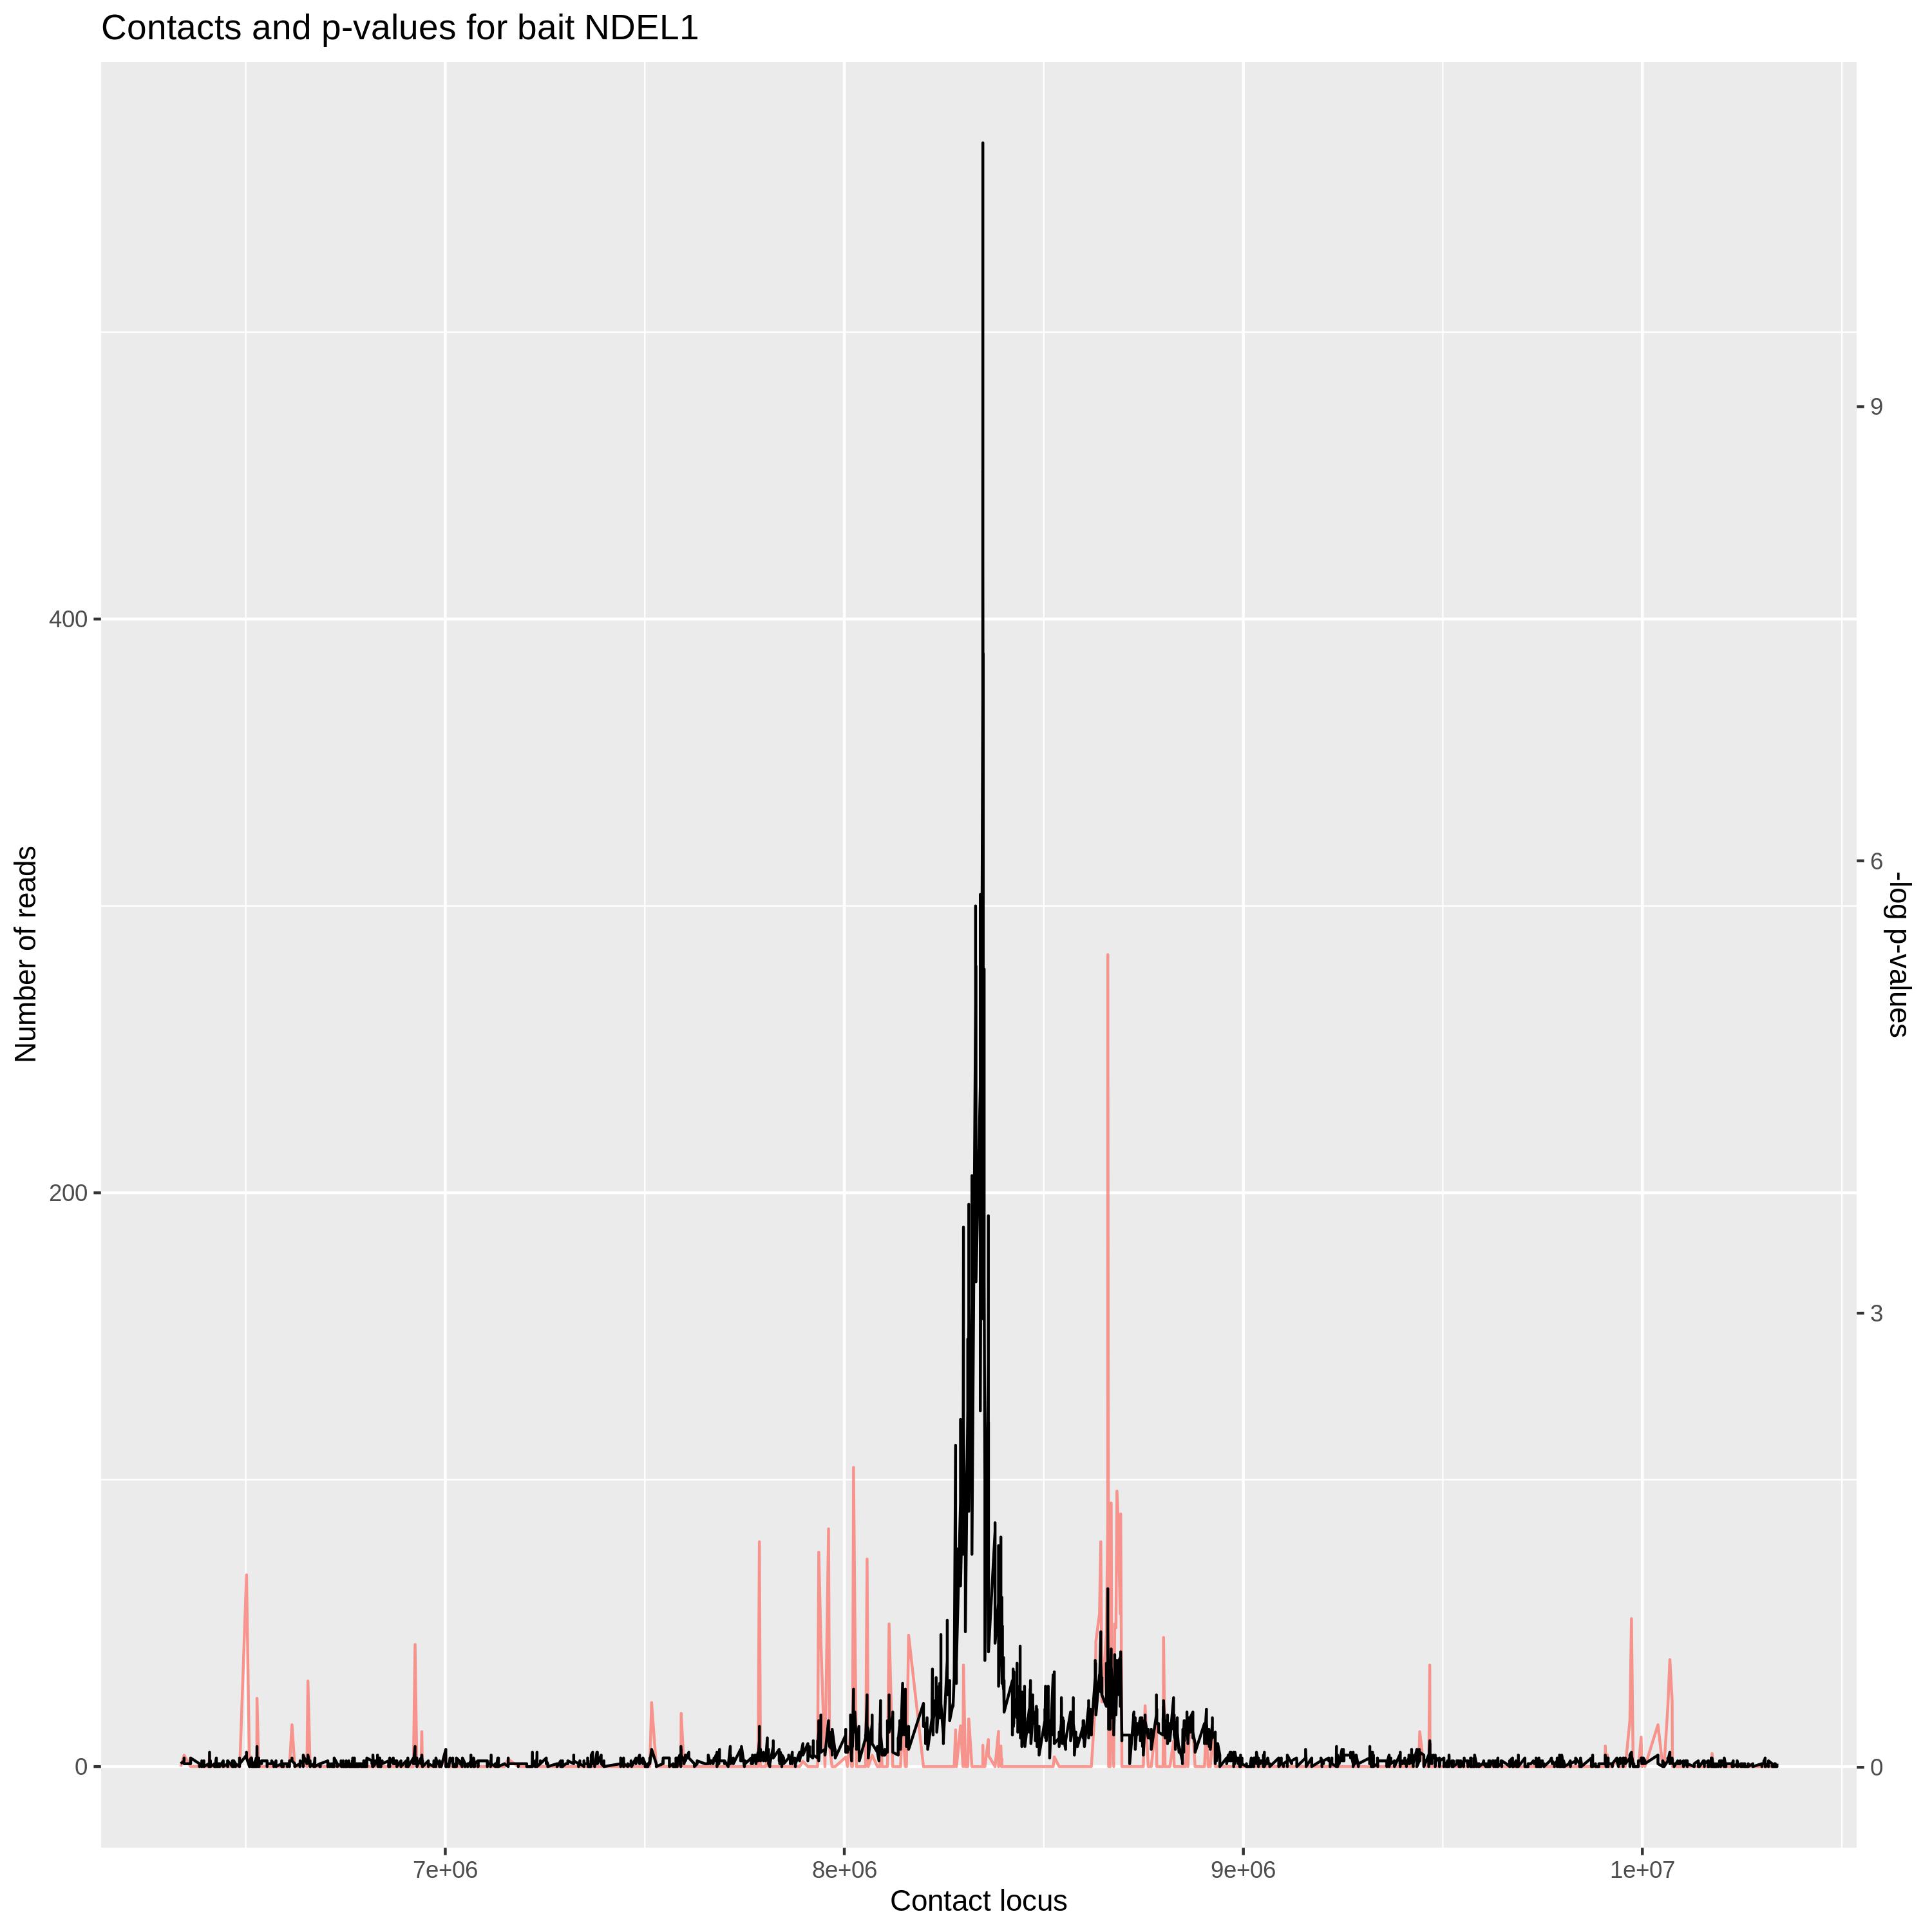 Contacts and p-values for bait NDEL1
Number of reads
400
200
0
9
6
3
0
-log p-values
7e+06
8e+06
9e+06
1e+07
Contact locus